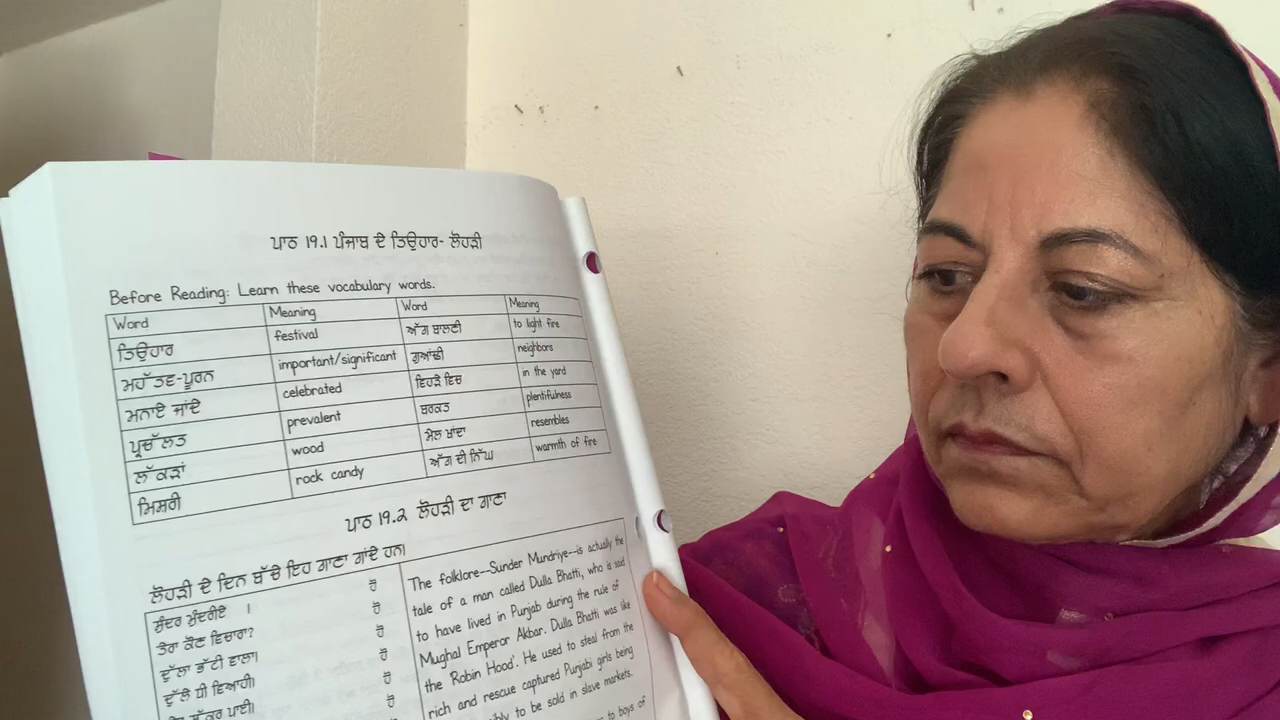 ਪਾਠ 19.1 ਪੰਜਾਬ ਦੇ ਤਿਉਹਾਰ- ਲੋਹੜੀ
Before Reading: Learn these vocabulary words.
Word Meaning Word Meaning
ਤਿਉਹਾਰ festival ਅੱਗ ਬਾਲਣੀ to light fire
ਮਹੱਤਵ-ਪੂਰਨ important/significant ਗੁਆਂਢੀ neighbors
ਮਨਾਏ ਜਾਂਦੇ celebrated ਵਿਹੜੇ ਵਿਚ in the yard
ਪ੍ਰਚੱਲਤ prevalent ਬਰਕਤ plentifulness
ਲੱਕੜਾਂ wood ਮੇਲ ਖਾਂਦਾ resembles
ਮਿਸ਼ਰੀ rock candy ਅੱਗ ਦੀ ਨਿੱਘ warmth of fire
ਪਾਠ 19.2 ਲੋਹੜੀ ਦਾ ਗਾਣਾ
ਲੋਹੜੀ ਦੇ ਦਿਨ ਬੱਚੇ ਇਹ ਗਾਣਾ ਗਾਂਦੇ ਹਨ।
ਸੁੰਦਰ ਮੁੰਦਰੀਏ । ਹੋ
ਤੇਰਾ ਕੌਣ ਵਿਚਾਰਾ? ਹੋ
ਦੁੱਲਾ ਭੱਟੀ ਵਾਲਾ। ਹੋ
ਦੁੱਲੇ ਧੀ ਵਿਆਹੀ। ਹੋ
ਸ਼ੱਕਰ ਪਾਈ। ਹੋ
The folklore--Sunder Mundriye--is actually the
tale of a man called Dulla Bhatti, who is said
to have lived in Punjab during the rule of
Mughal Emperor Akbar. Dulla Bhatti was like
the 'Robin Hood'. He used to steal from the
rich and rescue captured Punjabi girls being
to be sold in slave markets.
to boys of